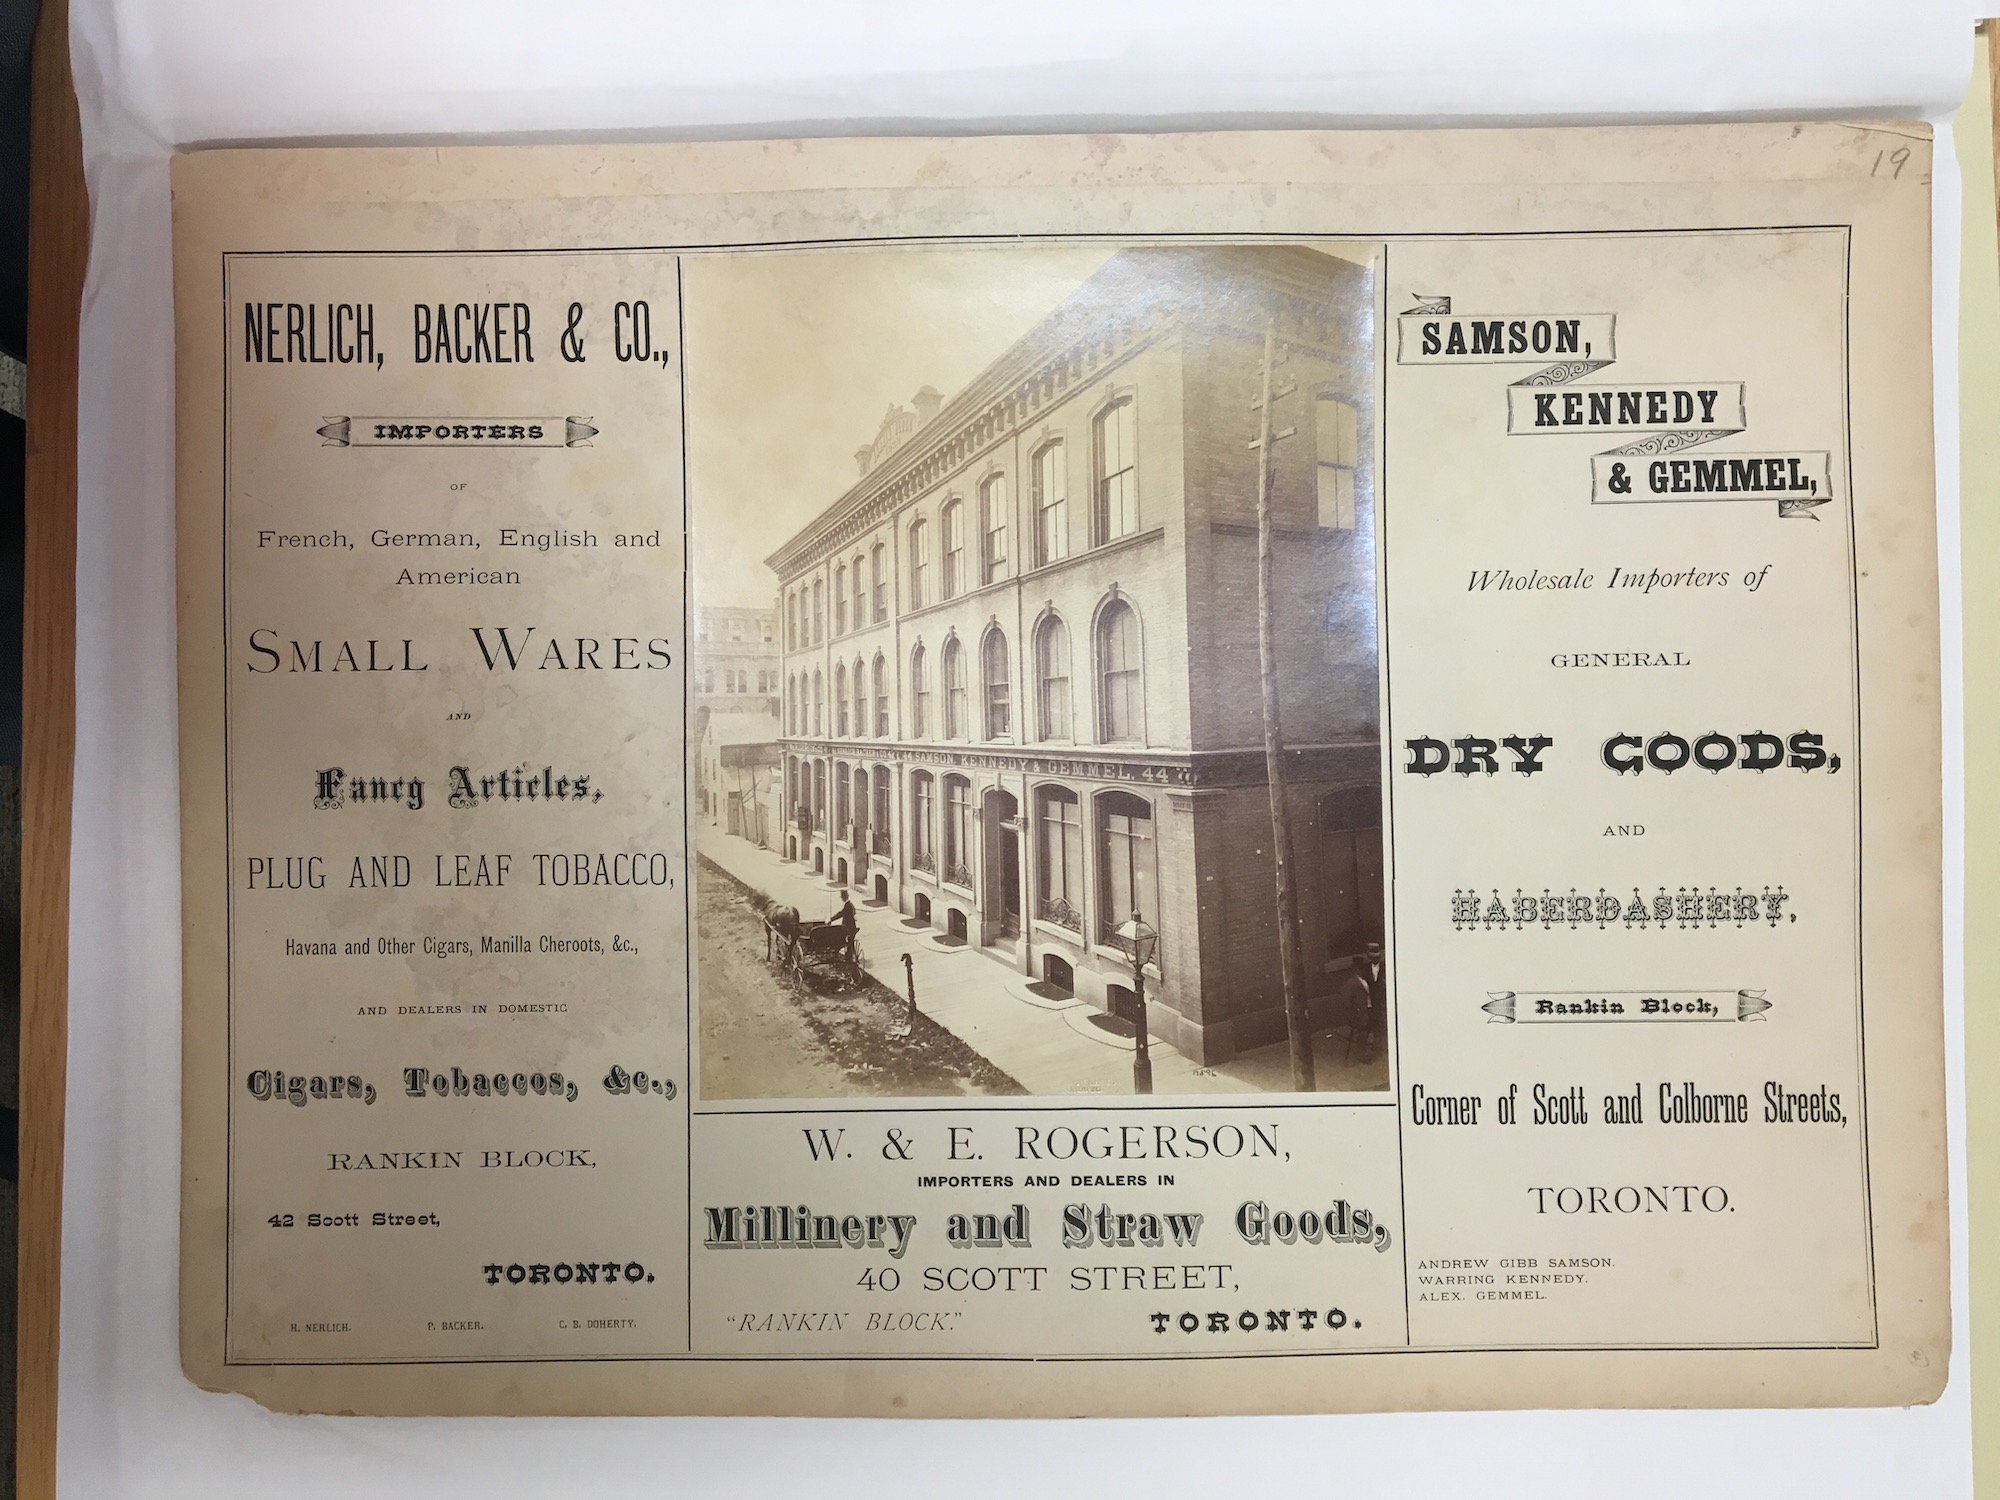 19
NERLICH, BACKER & CO.,
IMPORTERS
OF
French, German, English and
American
SMALL WARES
AND
Fancy Articles,
PLUG AND LEAF TOBACCO,
Havana and Other Cigars, Manilla Cheroots, &c.,
AND DEALERS IN DOMESTIC
Cigars, Tobaccos, &c.,
RANKIN BLOCK,
42 Scott Street,
TORONTO.
H. NERLICH. P. BACKER. C. B. DOHERTY.
44 SAMSON, KENNEDY & GEMMEL. 44
W. & E. ROGERSON,
IMPORTERS AND DEALERS IN
Millinery and Straw Goods,
40 SCOTT STREET,
"RANKIN BLOCK." TORONTO.
SAMSON,
KENNEDY
& GEMMEL,
Wholesale Importers of
GENERAL
DRY GOODS,
AND
HABERDASHERY,
Rankin Block,
Corner of Scott and Colborne Streets,
TORONTO.
ANDREW GIBB SAMSON.
WARRING KENNEDY.
ALEX. GEMMEL.